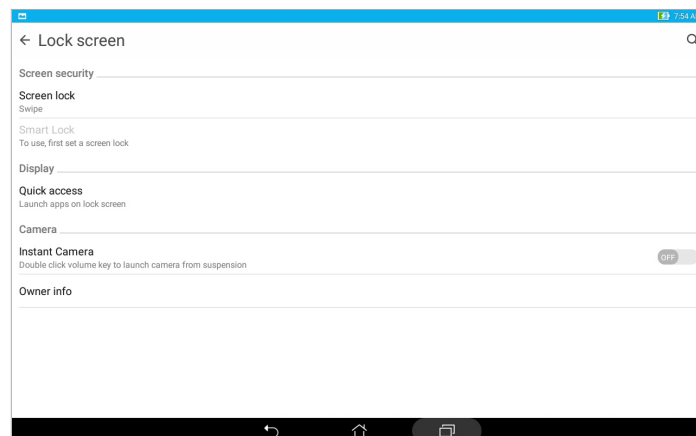 7:54 A
Lock screen
Screen security
Screen lock
Swipe
Smart Lock
To use, first set a screen lock
Display
Quick access
Launch apps on lock screen
Camera
Instant Camera
Double click volume key to launch camera from suspension
OFF
Owner info